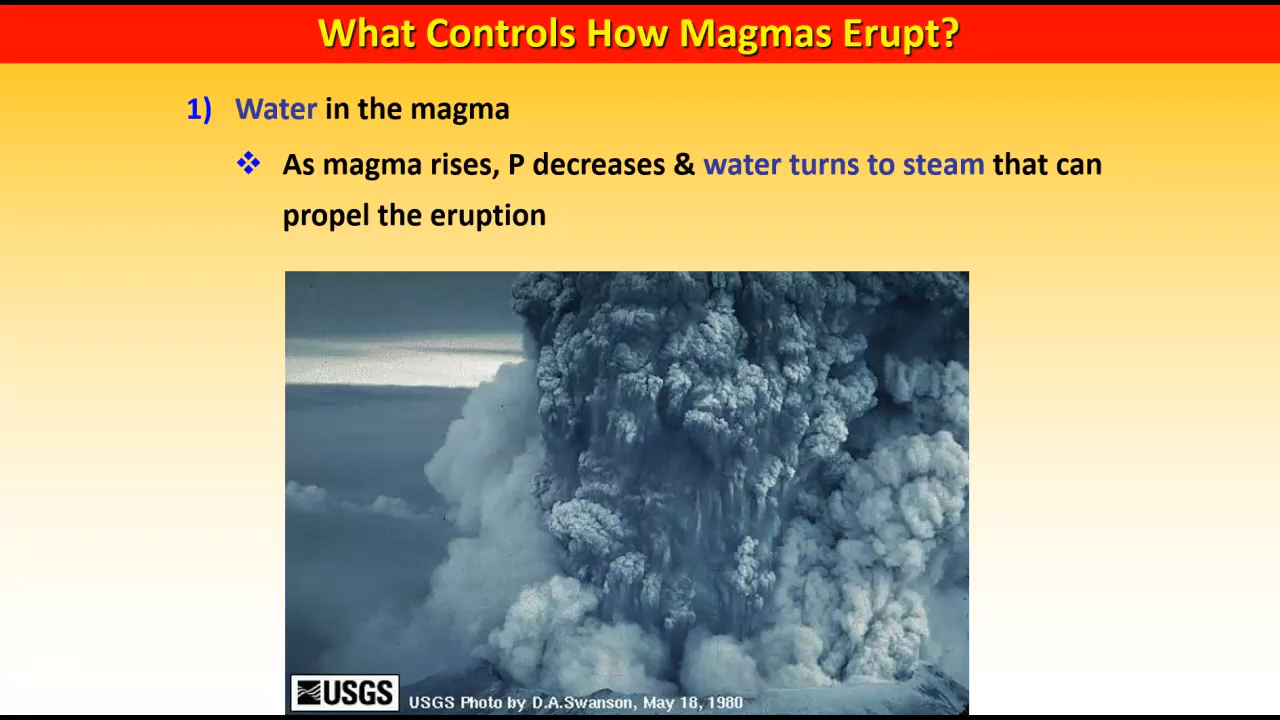 What Controls How Magmas Erupt?
1) Water in the magma
❖ As magma rises, P decreases & water turns to steam that can
propel the eruption
USGS USGS Photo by D.A.Swanson, May 18, 1980